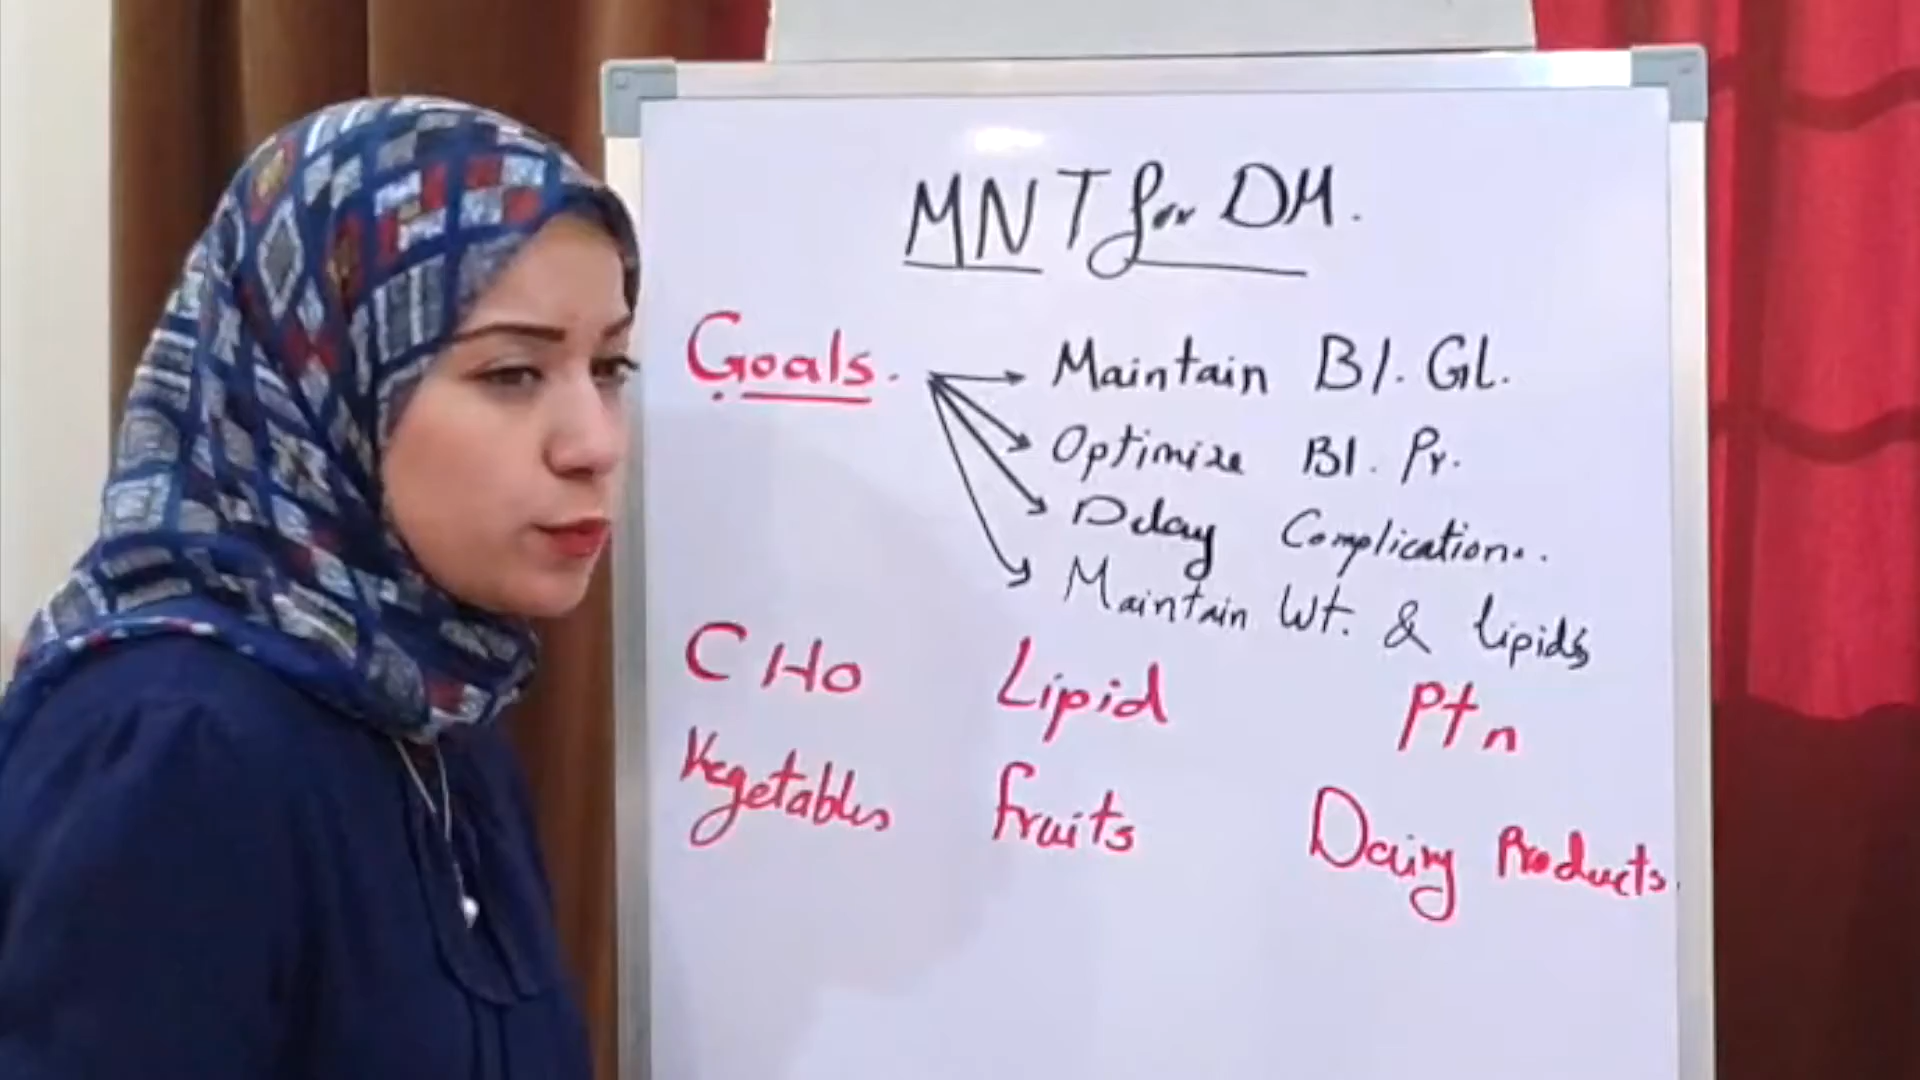 MNT for DM.
Goals. Maintain Bl. Gl.
Optimize Bl. Pr.
Delay Complications.
Maintain Wt. & lipids
CHo Lipid Ptn
Vegetables fruits Dairy Products.